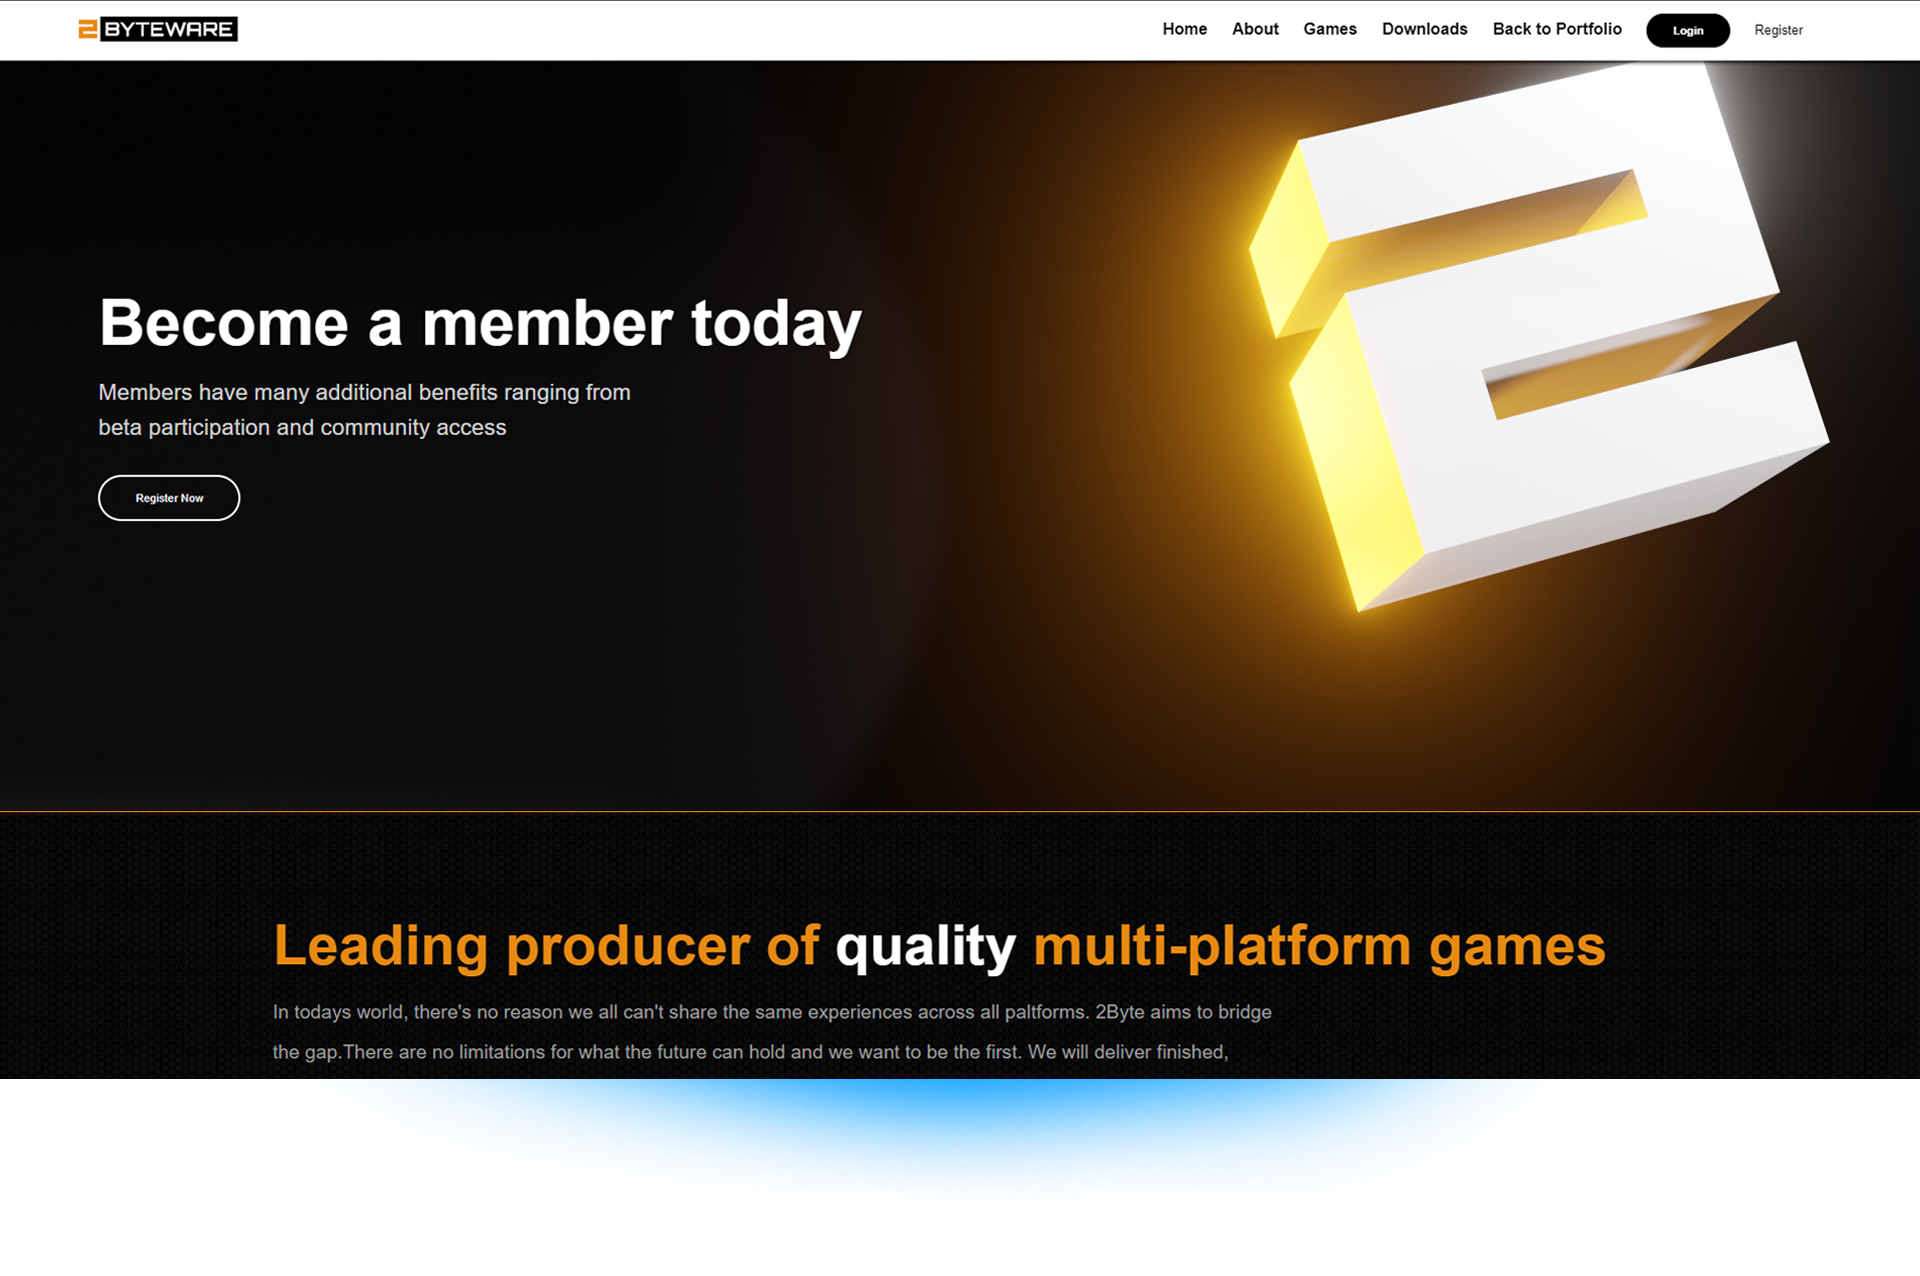 2 BYTEWARE
Home About Games Downloads Back to Portfolio Login Register
2
Become a member today
Members have many additional benefits ranging from
beta participation and community access
Register Now
Leading producer of quality multi-platform games
In todays world, there's no reason we all can't share the same experiences across all paltforms. 2Byte aims to bridge
the gap.There are no limitations for what the future can hold and we want to be the first. We will deliver finished,